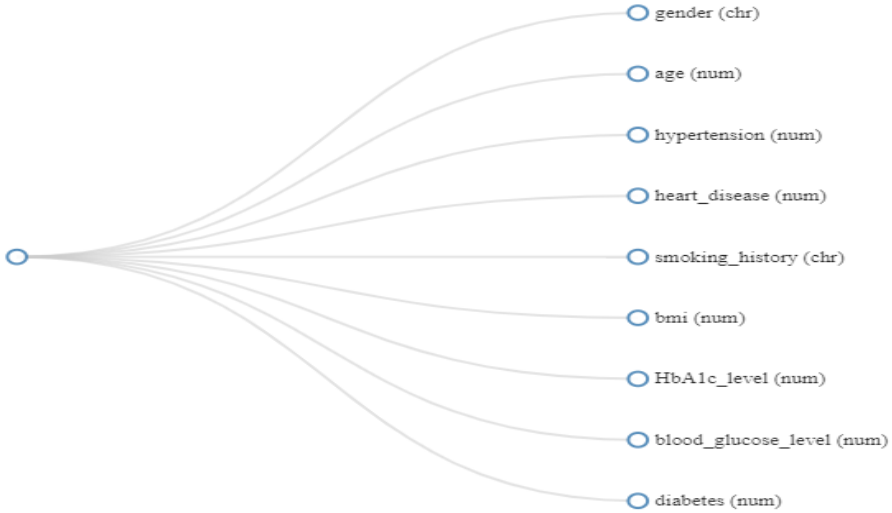 gender (chr)
age (num)
hypertension (num)
heart_disease (num)
smoking_history (chr)
bmi (num)
HbA1c_level (num)
blood_glucose_level (num)
diabetes (num)